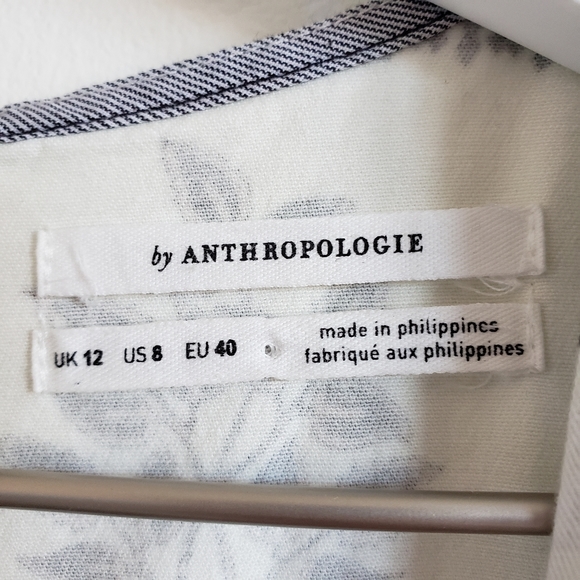 by ANTHROPOLOGIE
UK 12 US 8 EU 40
made in philippines
fabriqué aux philippines